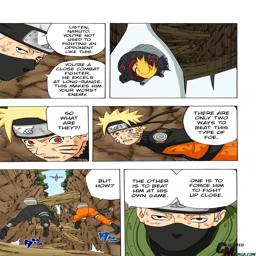 LISTEN,
NARUTO.
YOU'RE
NOT USED TO
FIGHTING AN
OPPONENT
LIKE THIS.
YOU'RE A
CLOSE COMBAT
FIGHTER.
HE EXCELS
AT LONG-RANGE.
THIS MAKES HIM
YOUR WORST
ENEMY.
SO
WHAT
ARE
THEY?!
THERE ARE
ONLY TWO
WAYS TO
BEAT THIS
TYPE OF
FOE.
BUT
HOW?
ONE IS
TO FORCE
HIM TO
FIGHT
UP CLOSE.
THE OTHER
IS TO BEAT
HIM AT HIS
OWN GAME.